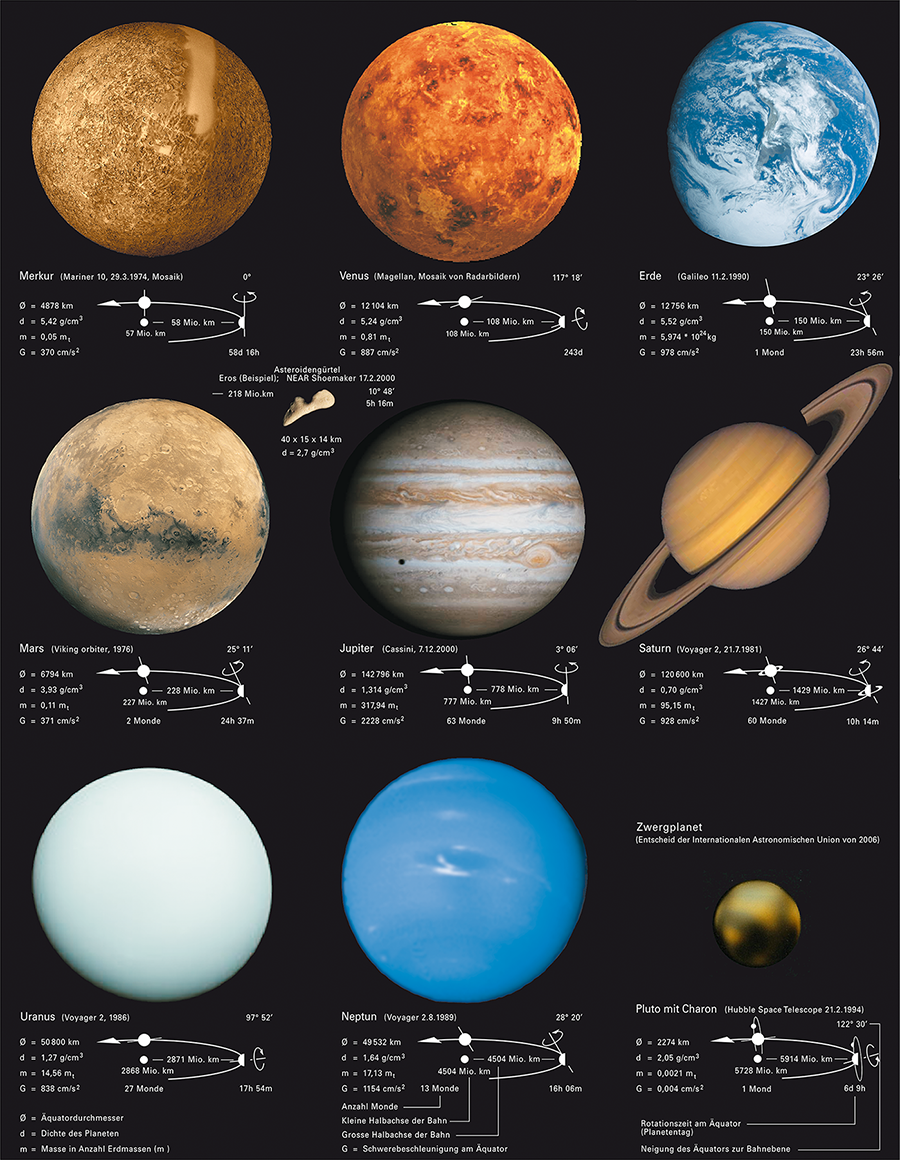 Merkur (Mariner 10, 29.3.1974, Mosaik) 0°
Ø = 4878 km
d = 5,42 g/cm³
m = 0,05 mt
G = 370 cm/s²
58 Mio. km
57 Mio. km
58d 16h
Venus (Magellan, Mosaik von Radarbildern) 117° 18'
Ø = 12 104 km
d = 5,24 g/cm³
m = 0,81 mt
G = 887 cm/s²
108 Mio. km
108 Mio. km
243d
Erde (Galileo 11.2.1990) 23° 26'
Ø = 12 756 km
d = 5,52 g/cm³
m = 5,974 * 10²⁴ kg
G = 978 cm/s²
150 Mio. km
150 Mio. km
1 Mond
23h 56m
Asteroidengürtel
Eros (Beispiel); NEAR Shoemaker 17.2.2000
218 Mio.km
10° 48'
5h 16m
40 x 15 x 14 km
d = 2,7 g/cm³
Mars (Viking orbiter, 1976) 25° 11'
Ø = 6794 km
d = 3,93 g/cm³
m = 0,11 mt
G = 371 cm/s²
228 Mio. km
227 Mio. km
2 Monde
24h 37m
Jupiter (Cassini, 7.12.2000) 3° 06'
Ø = 142 796 km
d = 1,314 g/cm³
m = 317,94 mt
G = 2228 cm/s²
778 Mio. km
777 Mio. km
63 Monde
9h 50m
Saturn (Voyager 2, 21.7.1981) 26° 44'
Ø = 120 600 km
d = 0,70 g/cm³
m = 95,15 mt
G = 928 cm/s²
1429 Mio. km
1427 Mio. km
60 Monde
10h 14m
Uranus (Voyager 2, 1986) 97° 52'
Ø = 50 800 km
d = 1,27 g/cm³
m = 14,56 mt
G = 838 cm/s²
2871 Mio. km
2868 Mio. km
27 Monde
17h 54m
Neptun (Voyager 2.8.1989) 28° 20'
Ø = 49 532 km
d = 1,64 g/cm³
m = 17,13 mt
G = 1154 cm/s²
4504 Mio. km
4504 Mio. km
13 Monde
16h 06m
Zwergplanet
(Entscheid der Internationalen Astronomischen Union von 2006)
Pluto mit Charon (Hubble Space Telescope 21.2.1994)
122° 30'
Ø = 2274 km
d = 2,05 g/cm³
m = 0,0021 mt
G = 0,004 cm/s²
5914 Mio. km
5728 Mio. km
1 Mond
6d 9h
Ø = Äquatordurchmesser
d = Dichte des Planeten
m = Masse in Anzahl Erdmassen (m )
Anzahl Monde
Kleine Halbachse der Bahn
Grosse Halbachse der Bahn
G = Schwerebeschleunigung am Äquator
Rotationszeit am Äquator
(Planetentag)
Neigung des Äquators zur Bahnebene